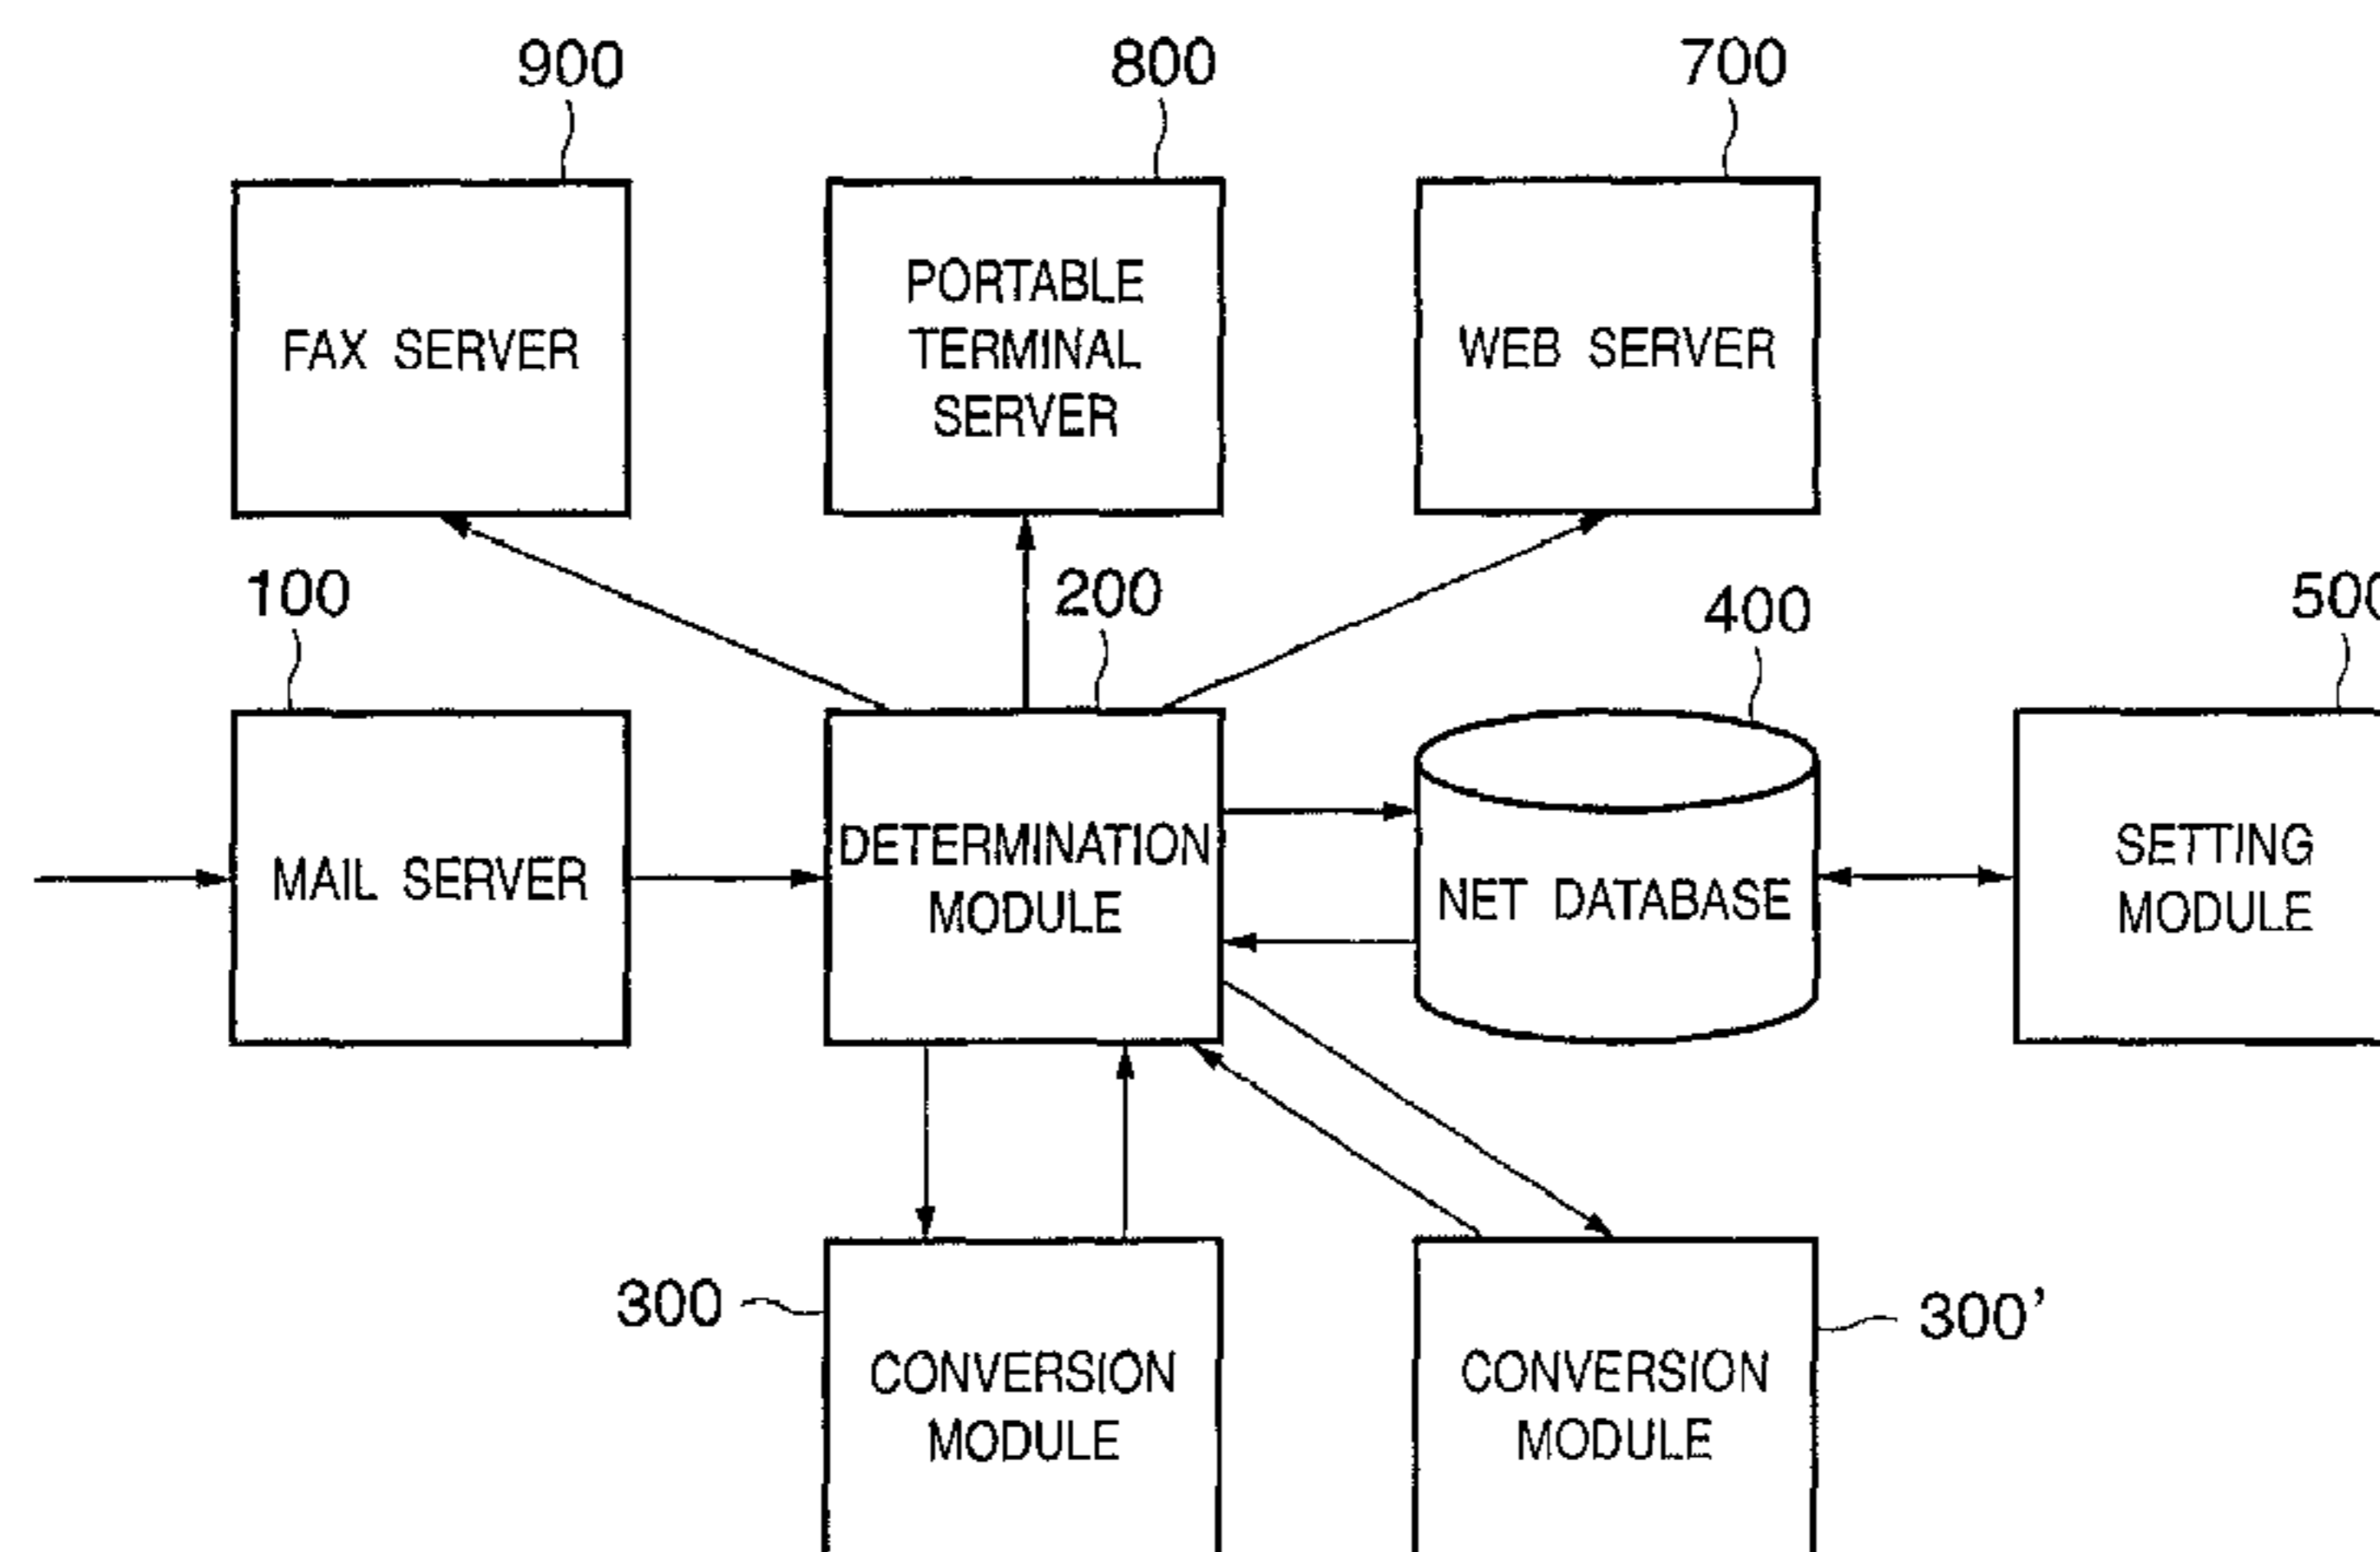 900
800
700
FAX SERVER
PORTABLE
TERMINAL
SERVER
WEB SERVER
100
200
400
500
MAIL SERVER
DETERMINATION
MODULE
NET DATABASE
SETTING
MODULE
300
CONVERSION
MODULE
300'
CONVERSION
MODULE